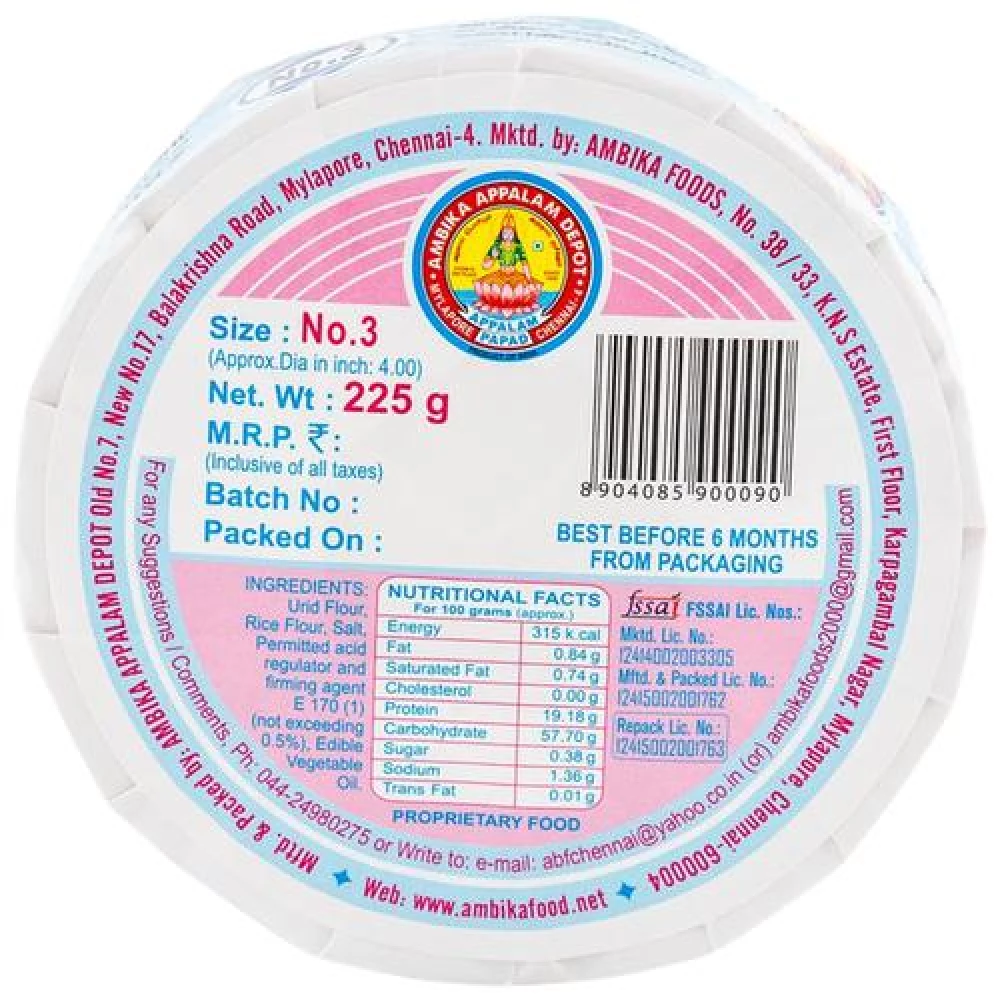 No.3
Mftd. & Packed by: AMBIKA APPALAM DEPOT Old No.7, New No.17, Balakrishna Road, Mylapore, Chennai-4. Mktd. by: AMBIKA FOODS, No. 38 / 33, K.N.S Estate, First Floor, Karpagambal Nagar, Mylapore, Chennai-600004
AMBIKA APPALAM DEPOT
MYLAPORE CHENNAI-4
APPALAM
PAPAD
Size : No.3
(Approx.Dia in inch: 4.00)
Net. Wt : 225 g
M.R.P. ₹ :
(Inclusive of all taxes)
Batch No :
Packed On :
8 904085 900090
BEST BEFORE 6 MONTHS
FROM PACKAGING
INGREDIENTS:
Urid Flour,
Rice Flour, Salt,
Permitted acid
regulator and
firming agent
E 170 (1)
(not exceeding
0.5%), Edible
Vegetable
Oil.
NUTRITIONAL FACTS
For 100 grams (approx.)
Energy 315 k.cal
Fat 0.84 g
Saturated Fat 0.74 g
Cholesterol 0.00 g
Protein 19.18 g
Carbohydrate 57.70 g
Sugar 0.38 g
Sodium 1.36 g
Trans Fat 0.01 g
PROPRIETARY FOOD
fssai FSSAI Lic. Nos.:
Mktd. Lic. No.:
12414002003305
Mftd. & Packed Lic. No.:
12415002001762
Repack Lic. No.:
12415002001763
For any Suggestions / Comments, Ph: 044-24980275 or Write to: e-mail: abfchennai@yahoo.co.in (or) ambikafoods2000@gmail.com
Web: www.ambikafood.net